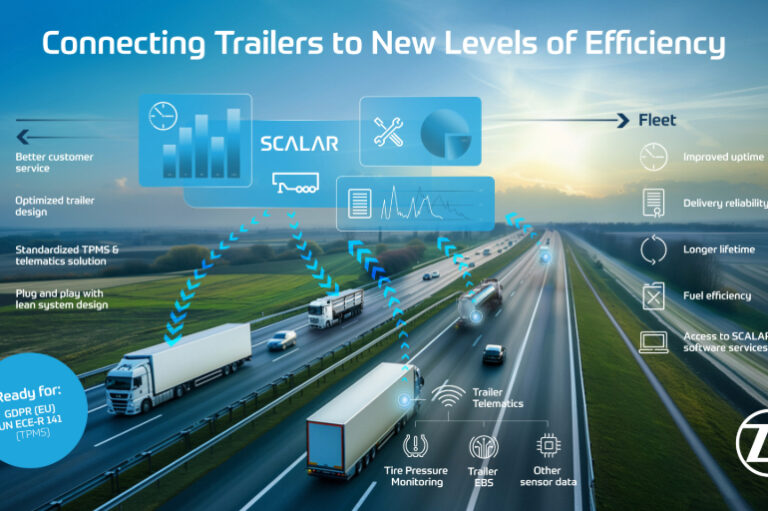 Connecting Trailers to New Levels of Efficiency
SCALAR
Fleet
Better customer
service
Optimized trailer
design
Standardized TPMS &
telematics solution
Plug and play with
lean system design
Improved uptime
Delivery reliability
Longer lifetime
Fuel efficiency
Access to SCALAR
software services
Ready for:
GDPR (EU)
UN ECE-R 141
(TPMS)
Trailer
Telematics
Tire Pressure
Monitoring
Trailer
EBS
Other
sensor data